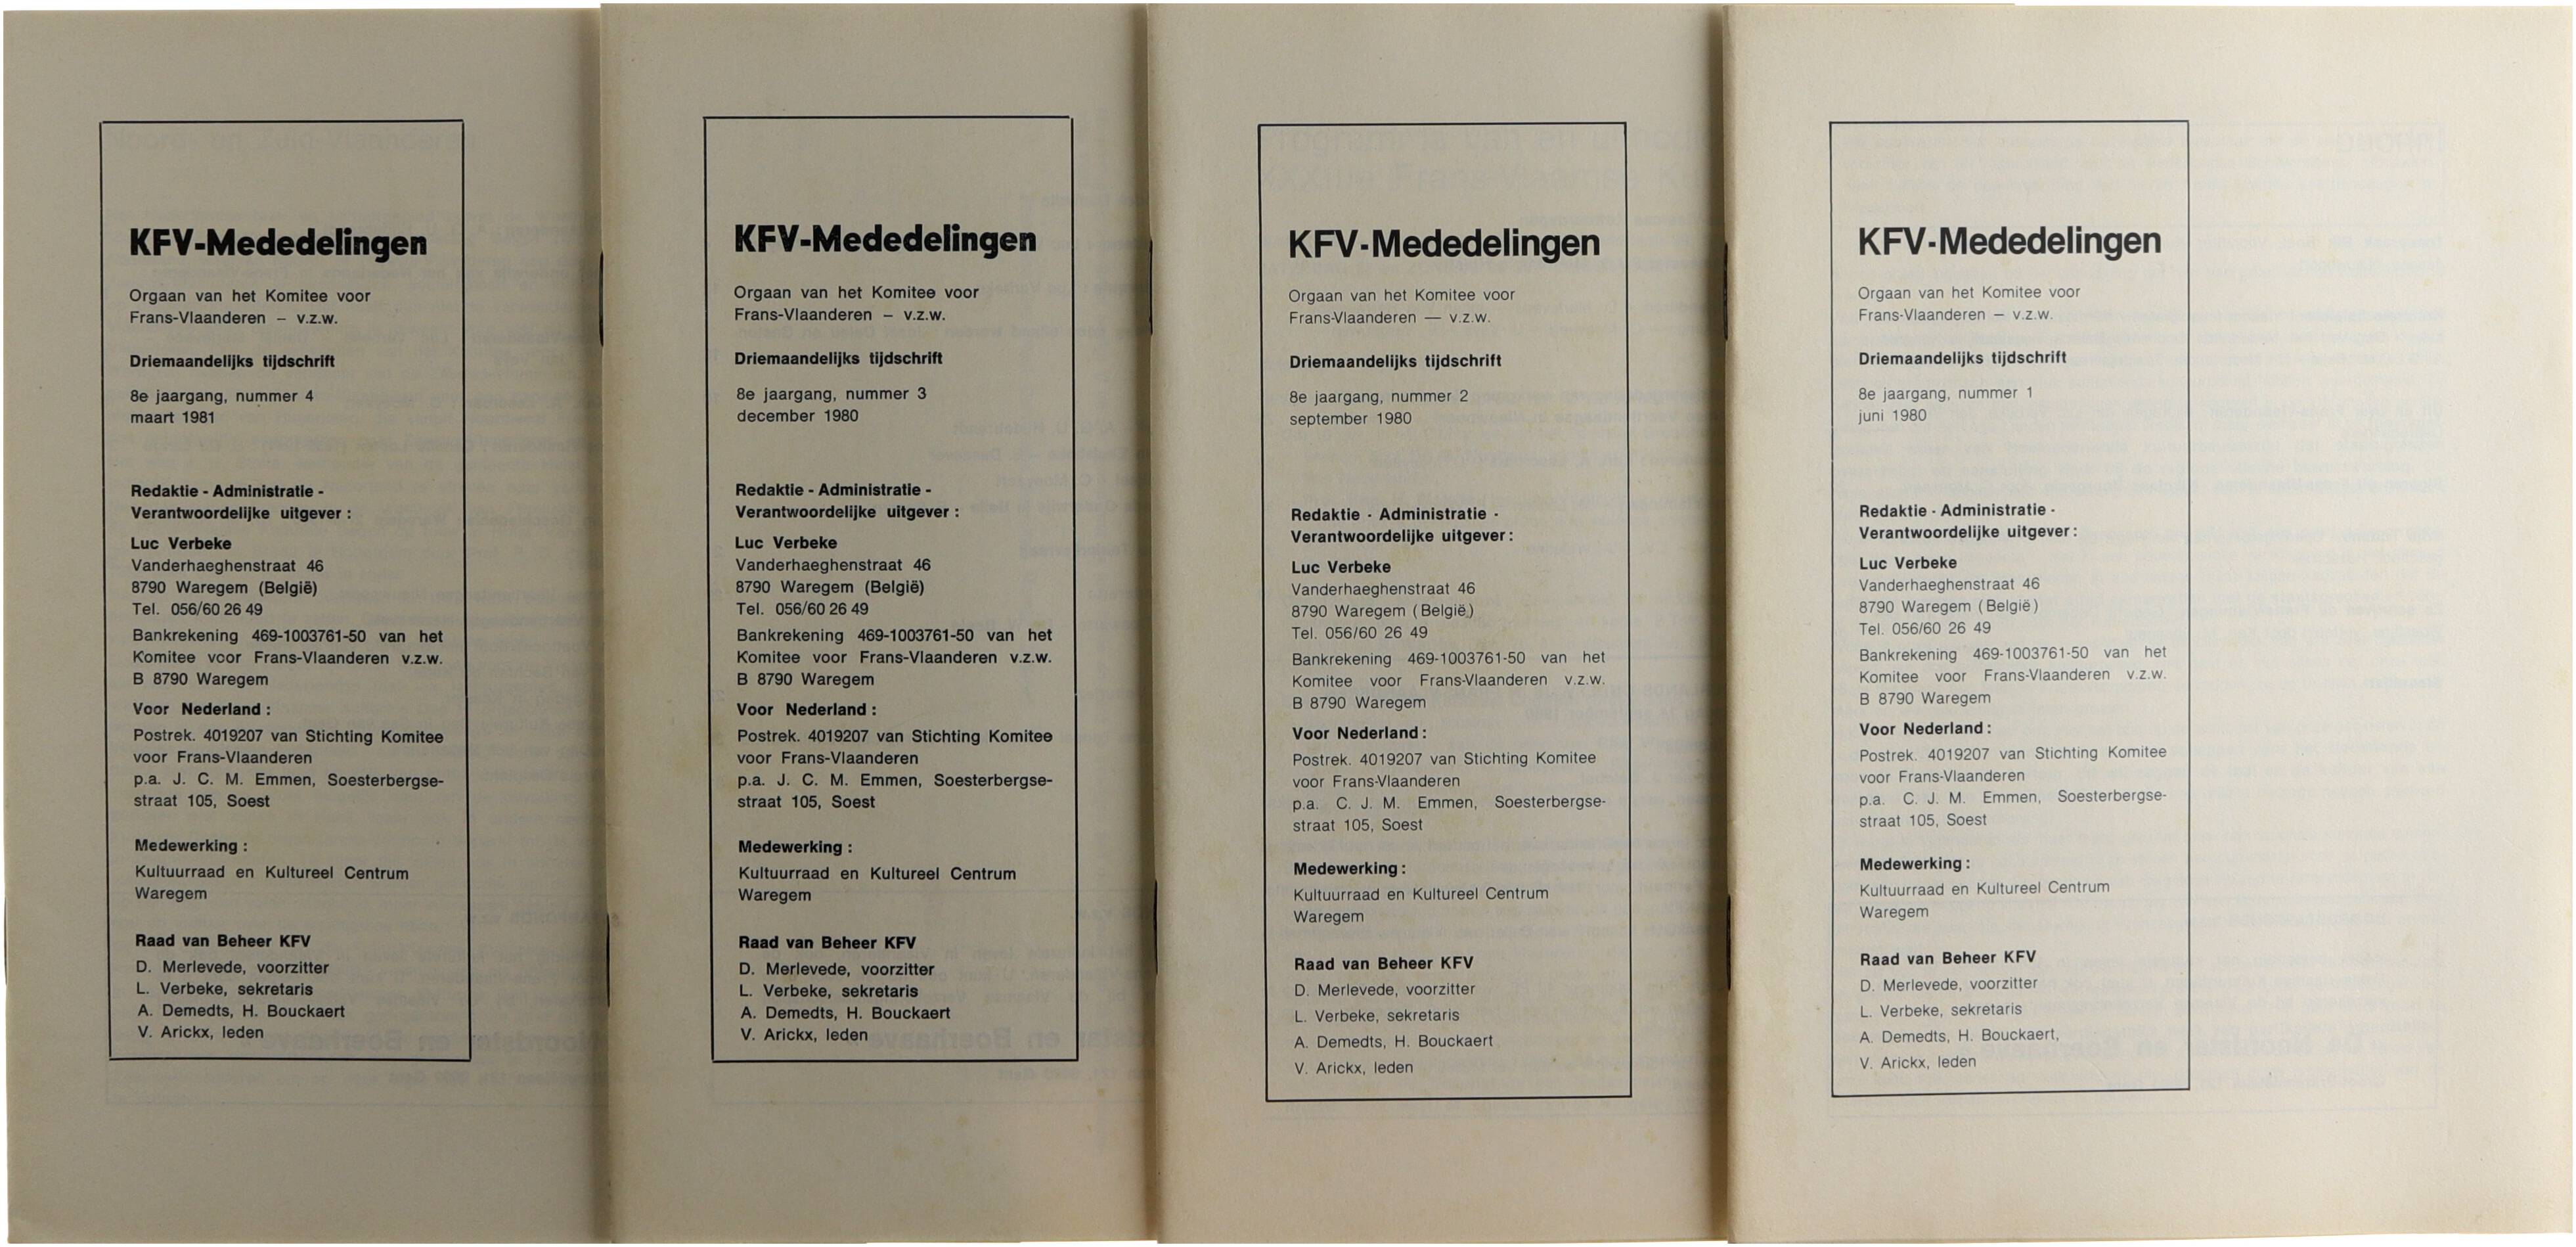 KFV-Mededelingen
Orgaan van het Komitee voor
Frans-Vlaanderen – v.z.w.
Driemaandelijks tijdschrift
8e jaargang, nummer 4
maart 1981
Redaktie - Administratie -
Verantwoordelijke uitgever :
Luc Verbeke
Vanderhaeghenstraat 46
8790 Waregem (België)
Tel. 056/60 26 49
Bankrekening 469-1003761-50 van het
Komitee vcor Frans-Vlaanderen v.z.w.
B 8790 Waregem
Voor Nederland :
Postrek. 4019207 van Stichting Komitee
voor Frans-Vlaanderen
p.a. J. C. M. Emmen, Soesterbergse-
straat 105, Soest
Medewerking :
Kultuurraad en Kultureel Centrum
Waregem
Raad van Beheer KFV
D. Merlevede, voorzitter
L. Verbeke, sekretaris
A. Demedts, H. Bouckaert
V. Arickx, leden
KFV-Mededelingen
Orgaan van het Komitee voor
Frans-Vlaanderen – v.z.w.
Driemaandelijks tijdschrift
8e jaargang, nummer 3
december 1980
Redaktie - Administratie -
Verantwoordelijke uitgever :
Luc Verbeke
Vanderhaeghenstraat 46
8790 Waregem (België)
Tel. 056/60 26 49
Bankrekening 469-1003761-50 van het
Komitee voor Frans-Vlaanderen v.z.w.
B 8790 Waregem
Voor Nederland :
Postrek. 4019207 van Stichting Komitee
voor Frans-Vlaanderen
p.a. J. C. M. Emmen, Soesterbergse-
straat 105, Soest
Medewerking :
Kultuurraad en Kultureel Centrum
Waregem
Raad van Beheer KFV
D. Merlevede, voorzitter
L. Verbeke, sekretaris
A. Demedts, H. Bouckaert
V. Arickx, leden
KFV-Mededelingen
Orgaan van het Komitee voor
Frans-Vlaanderen — v.z.w.
Driemaandelijks tijdschrift
8e jaargang, nummer 2
september 1980
Redaktie - Administratie -
Verantwoordelijke uitgever :
Luc Verbeke
Vanderhaeghenstraat 46
8790 Waregem ( België,)
Tel. 056/60 26 49
Bankrekening 469-1003761-50 van het
Komitee voor Frans-Vlaanderen v.z.w.
B 8790 Waregem
Voor Nederland :
Postrek. 4019207 van Stichting Komitee
voor Frans-Vlaanderen
p.a. C. J. M. Emmen, Soesterbergse-
straat 105, Soest
Medewerking :
Kultuurraad en Kultureel Centrum
Waregem
Raad van Beheer KFV
D. Merlevede, voorzitter
L. Verbeke, sekretaris
A. Demedts, H. Bouckaert
V. Arickx, leden
KFV-Mededelingen
Orgaan van het Komitee voor
Frans-Vlaanderen – v.z.w.
Driemaandelijks tijdschrift
8e jaargang, nummer 1
juni 1980
Redaktie - Administratie -
Verantwoordelijke uitgever :
Luc Verbeke
Vanderhaeghenstraat 46
8790 Waregem ( België )
Tel. 056/60 26 49
Bankrekening 469-1003761-50 van het
Komitee voor Frans-Vlaanderen v.z.w.
B 8790 Waregem
Voor Nederland :
Postrek. 4019207 van Stichting Komitee
voor Frans-Vlaanderen
p.a. C. J. M. Emmen, Soesterbergse-
straat 105, Soest
Medewerking :
Kultuurraad en Kultureel Centrum
Waregem
Raad van Beheer KFV
D. Merlevede, voorzitter
L. Verbeke, sekretaris
A. Demedts, H. Bouckaert,
V. Arickx, leden